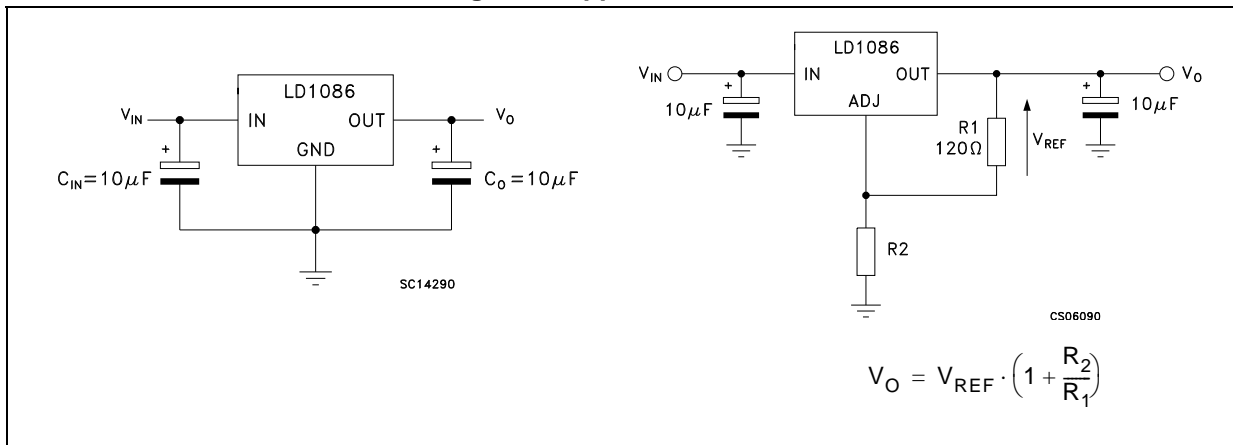 LD1086
V_IN
IN
OUT
V_O
GND
+
+
C_IN=10μF
C_O=10μF
SC14290
LD1086
V_IN
IN
OUT
V_O
ADJ
+
10μF
+
10μF
R1
120Ω
V_REF
R2
CS06090
V_O = V_REF · (1 + R_2/R_1)